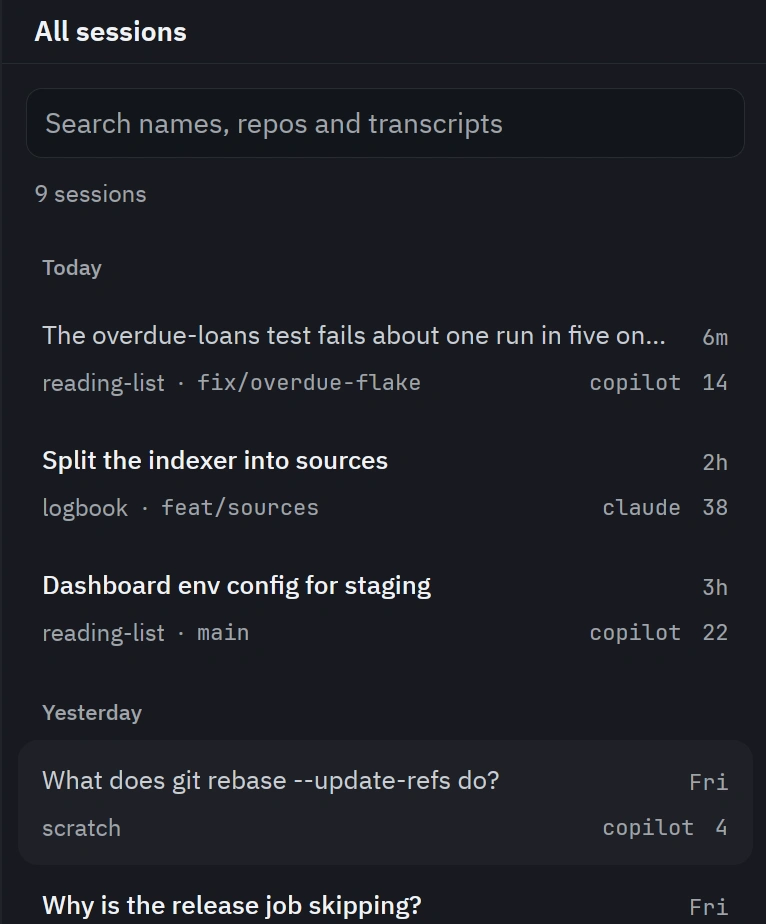 All sessions
Search names, repos and transcripts
9 sessions
Today
The overdue-loans test fails about one run in five on... 6m
reading-list · fix/overdue-flake copilot 14
Split the indexer into sources 2h
logbook · feat/sources claude 38
Dashboard env config for staging 3h
reading-list · main copilot 22
Yesterday
What does git rebase --update-refs do? Fri
scratch copilot 4
Why is the release job skipping? Fri